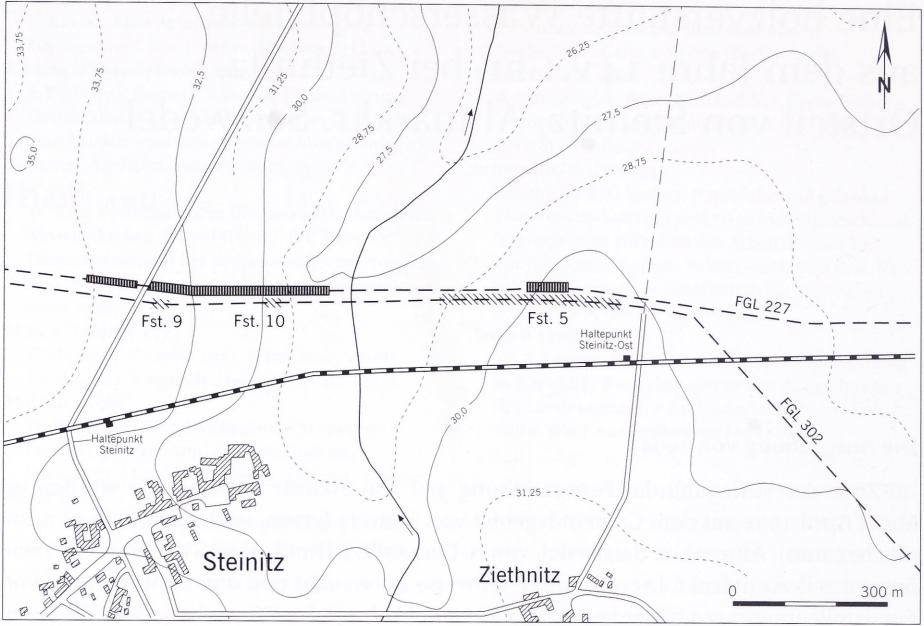 33,75
33,75
32,5
31,25
30,0
28,75
27,5
26,25
27,5
28,75
N
35,0
Fst. 9
Fst. 10
Fst. 5
FGL 227
Haltepunkt
Steinitz-Ost
FGL 302
30,0
Haltepunkt
Steinitz
31,25
Steinitz
Ziethnitz
0
300 m